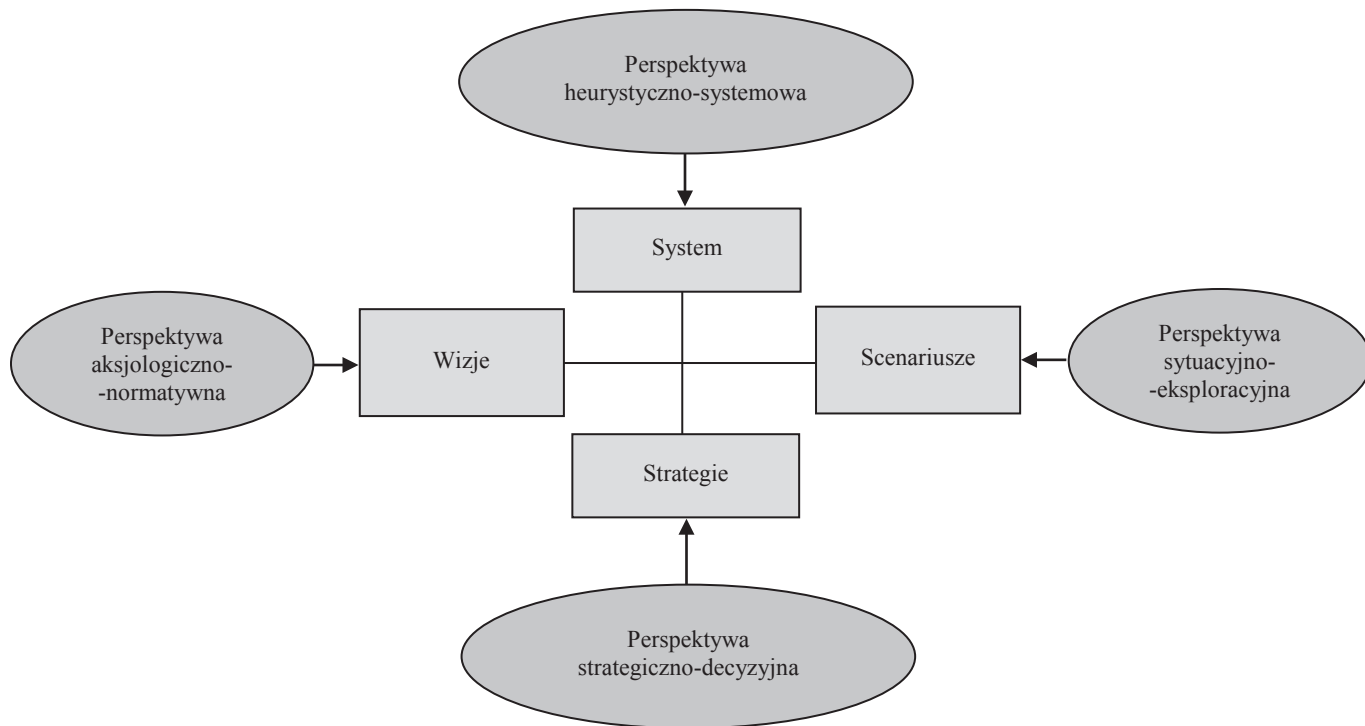 Perspektywa
heurystyczno-systemowa
System
Perspektywa
aksjologiczno-
-normatywna
Wizje
Scenariusze
Perspektywa
sytuacyjno-
-eksploracyjna
Strategie
Perspektywa
strategiczno-decyzyjna